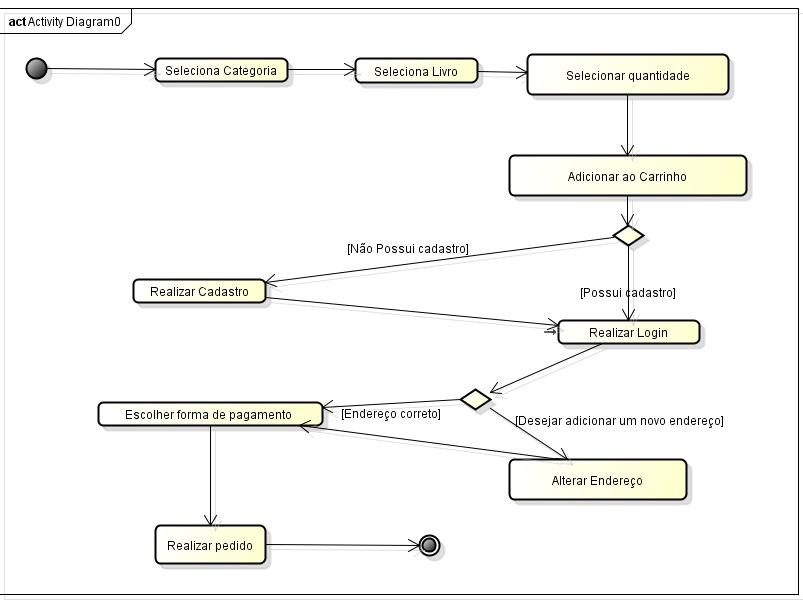 act Activity Diagram0
Seleciona Categoria
Seleciona Livro
Selecionar quantidade
Adicionar ao Carrinho
[Não Possui cadastro]
Realizar Cadastro
[Possui cadastro]
Realizar Login
Escolher forma de pagamento
[Endereço correto]
[Desejar adicionar um novo endereço]
Alterar Endereço
Realizar pedido